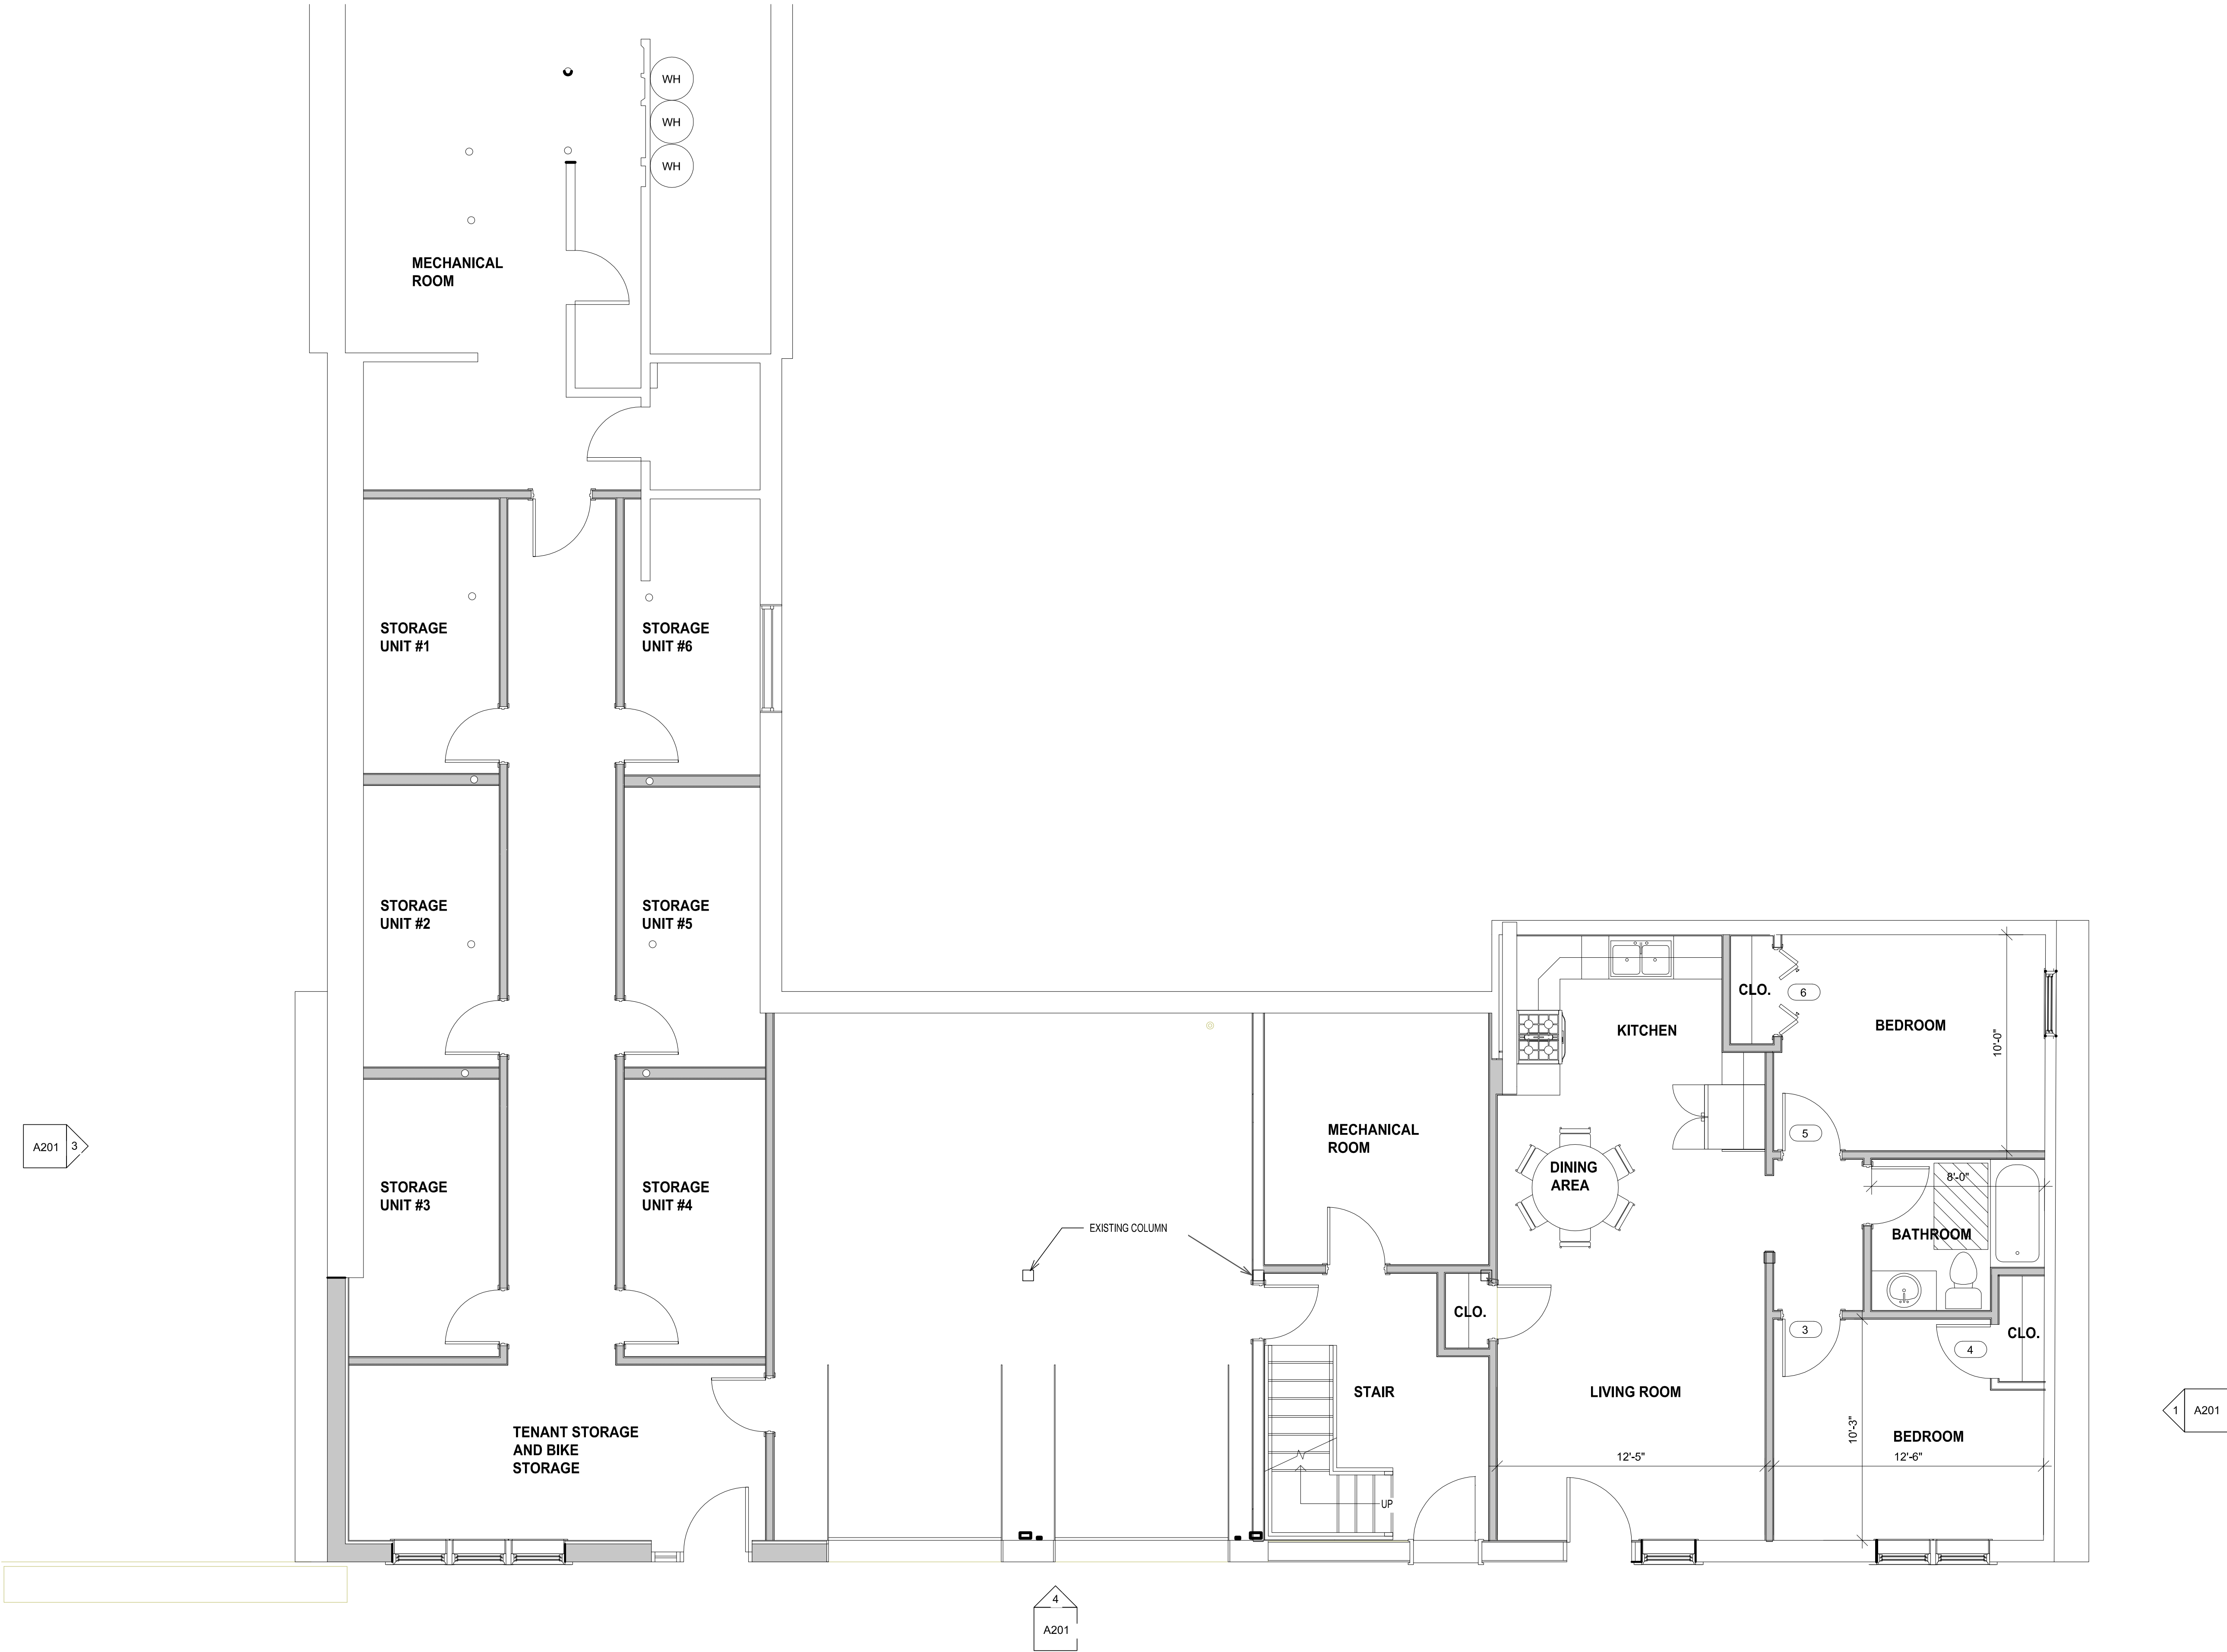 WH
WH
WH
MECHANICAL
ROOM
STORAGE
UNIT #1
STORAGE
UNIT #6
STORAGE
UNIT #2
STORAGE
UNIT #5
CLO.
6
KITCHEN
BEDROOM
10'-0"
A201
3
MECHANICAL
ROOM
5
STORAGE
UNIT #3
STORAGE
UNIT #4
DINING
AREA
8'-0"
EXISTING COLUMN
BATHROOM
CLO.
3
CLO.
4
STAIR
LIVING ROOM
1
A201
TENANT STORAGE
AND BIKE
STORAGE
10'-3"
BEDROOM
12'-5"
12'-6"
UP
4
A201